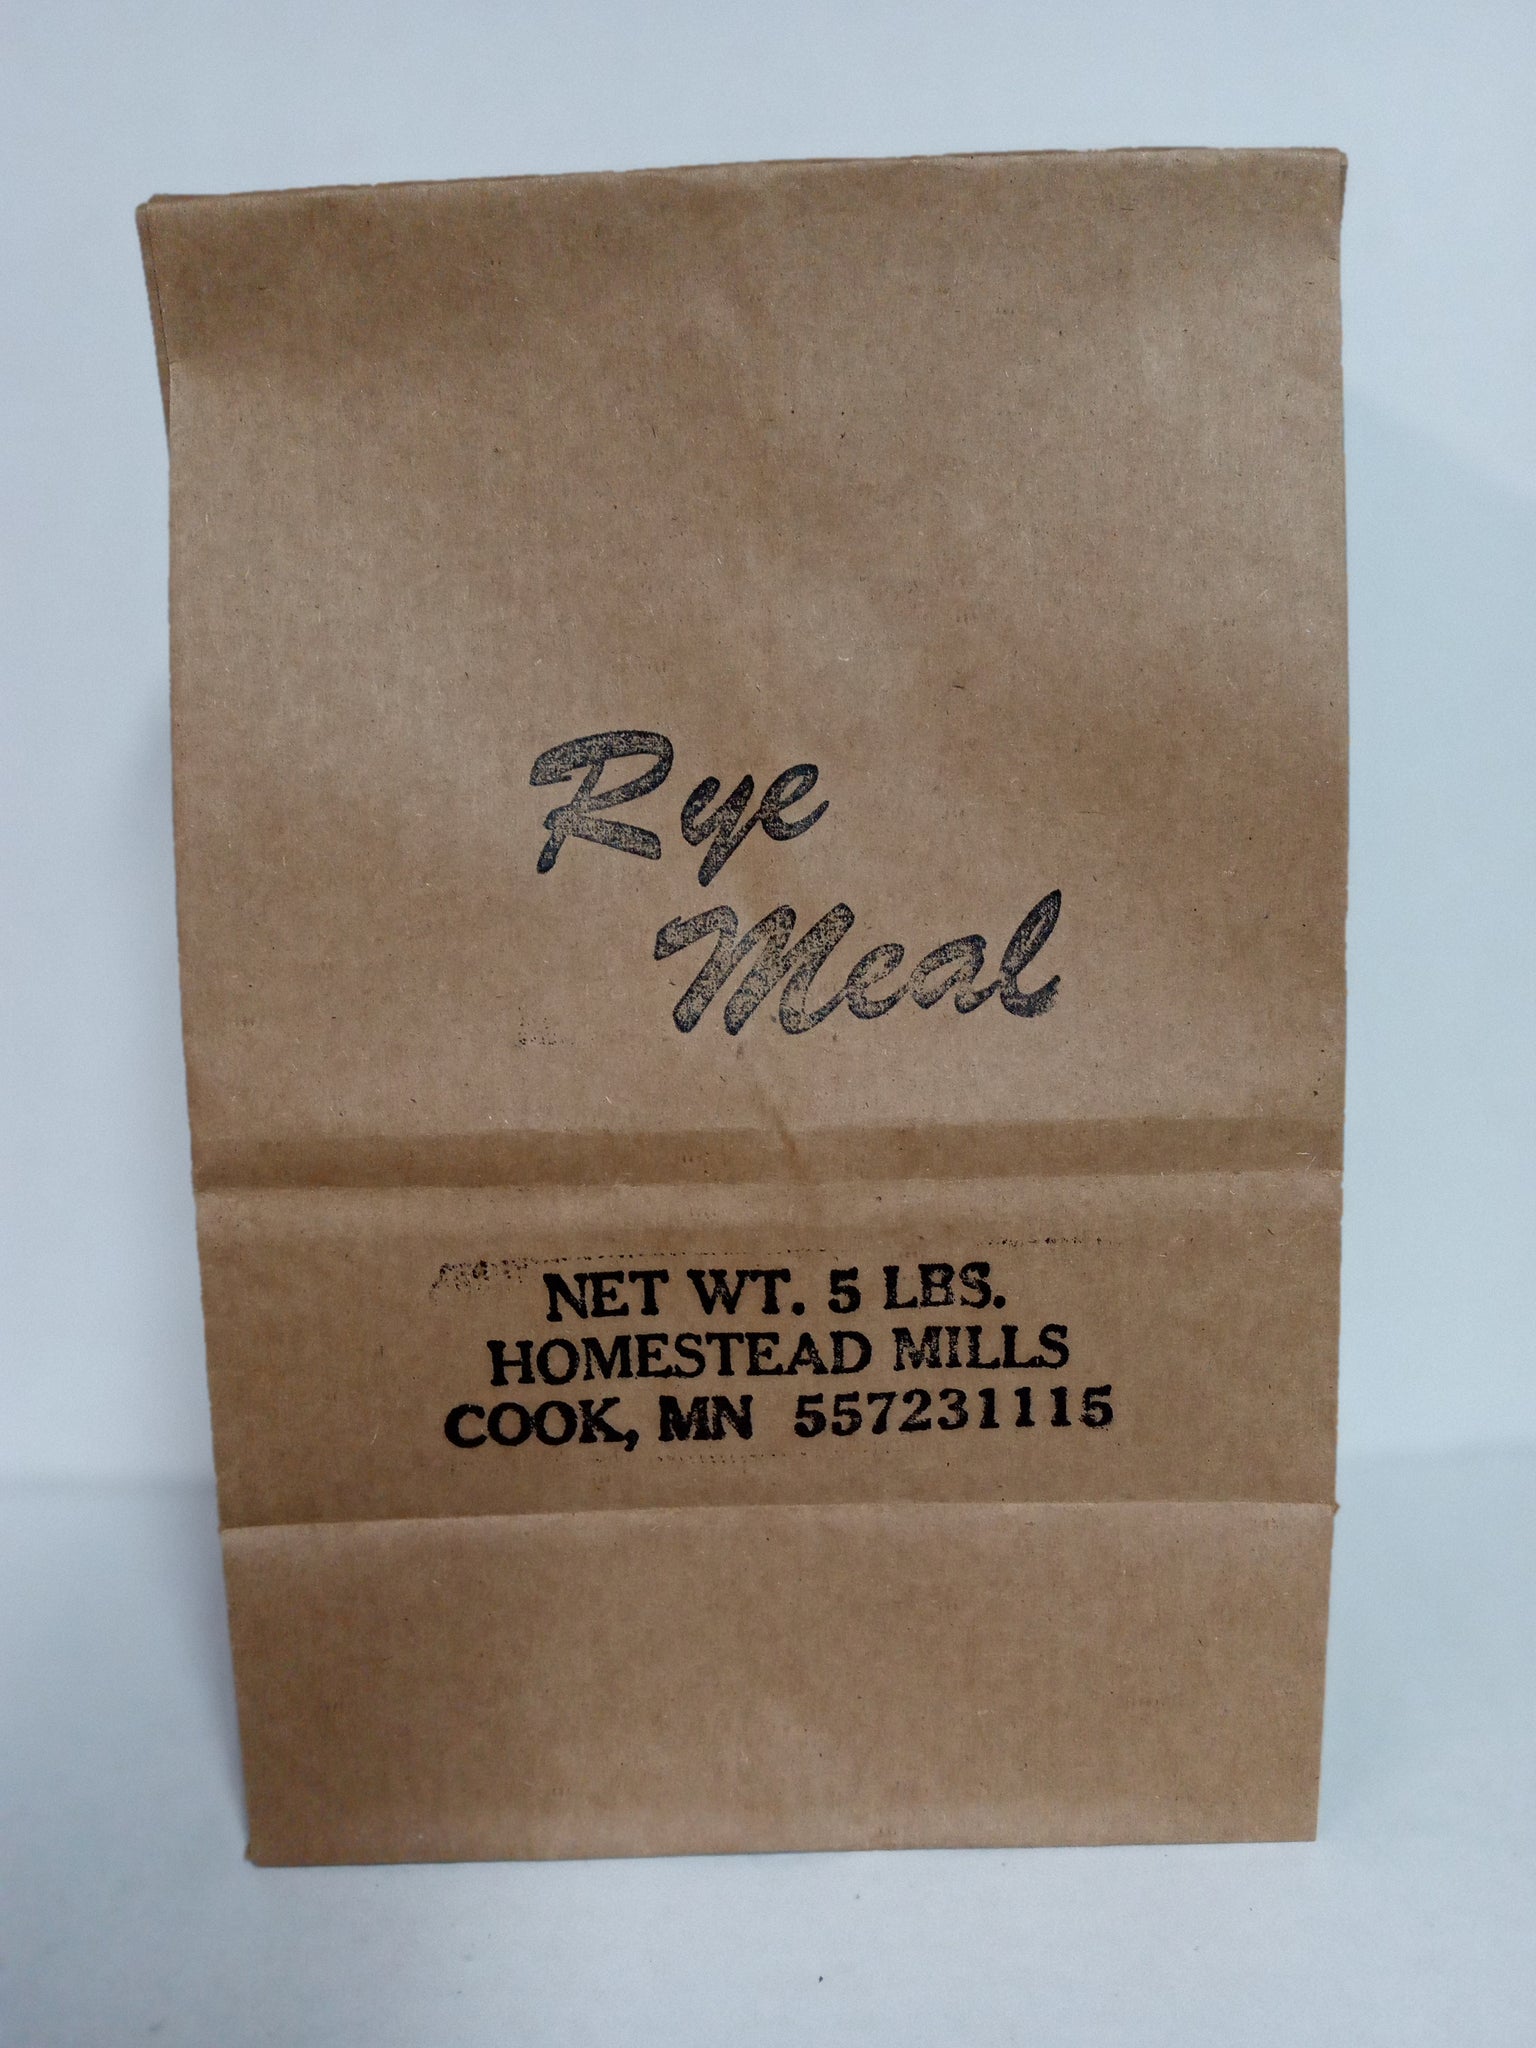 Rye
Meal
NET WT. 5 LBS.
HOMESTEAD MILLS
COOK, MN 557231115